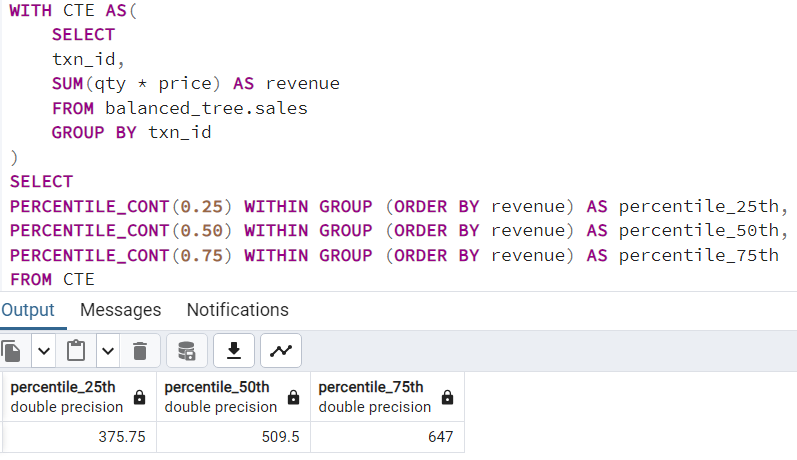 WITH CTE AS(
SELECT
txn_id,
SUM(qty * price) AS revenue
FROM balanced_tree.sales
GROUP BY txn_id
)
SELECT
PERCENTILE_CONT(0.25) WITHIN GROUP (ORDER BY revenue) AS percentile_25th,
PERCENTILE_CONT(0.50) WITHIN GROUP (ORDER BY revenue) AS percentile_50th,
PERCENTILE_CONT(0.75) WITHIN GROUP (ORDER BY revenue) AS percentile_75th
FROM CTE
Output Messages Notifications
percentile_25th percentile_50th percentile_75th
double precision double precision double precision
375.75 509.5 647